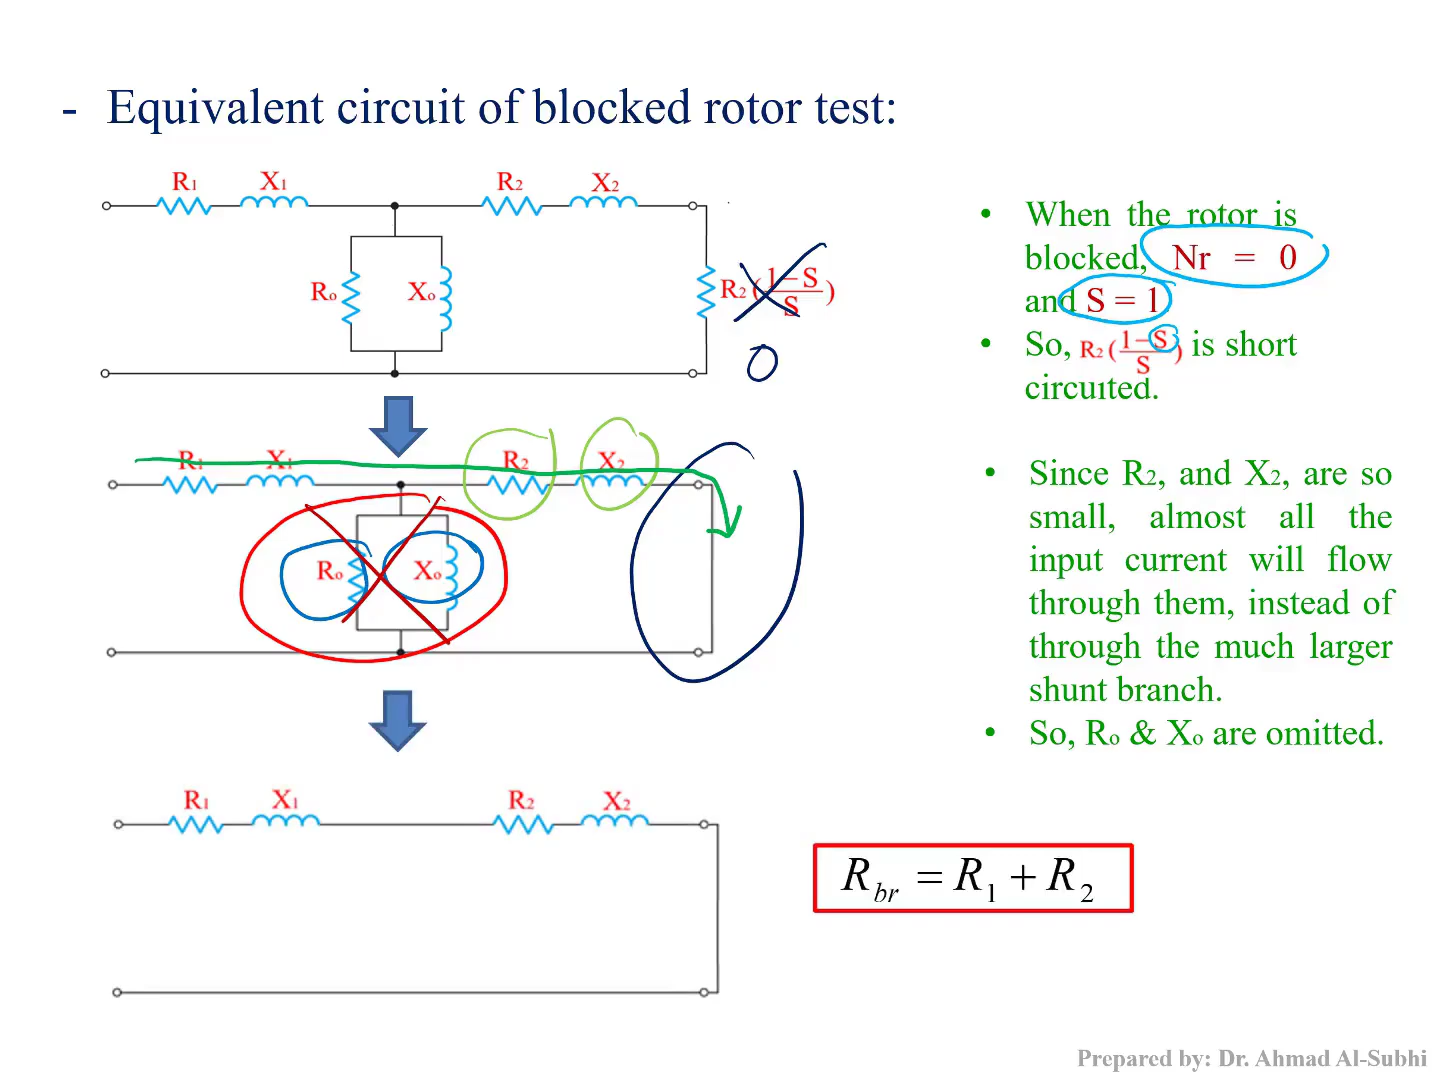 - Equivalent circuit of blocked rotor test:
R1 X1 R2 X2
Ro Xo R2 (1-S/S)
0
• When the rotor is
blocked, Nr = 0
and S = 1.
• So, R2 (1-S/S) is short
circuited.
R1 X1 R2 X2
Ro Xo
• Since R2, and X2, are so
small, almost all the
input current will flow
through them, instead of
through the much larger
shunt branch.
• So, Ro & Xo are omitted.
R1 X1 R2 X2
Rbr = R1 + R2
Prepared by: Dr. Ahmad Al-Subhi